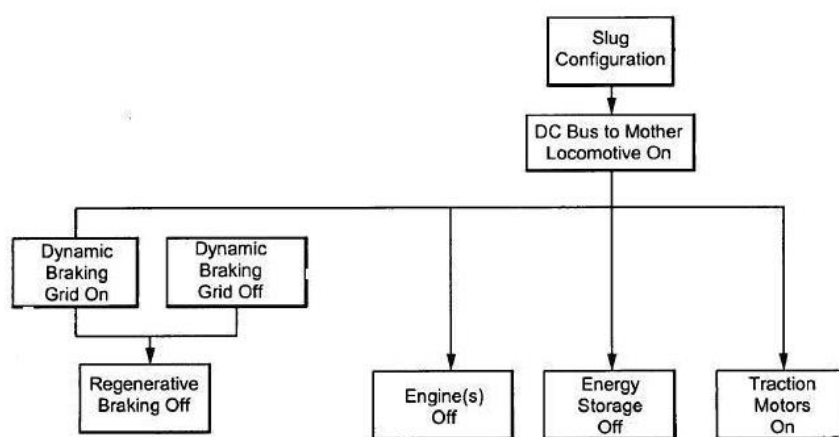 Slug
Configuration
DC Bus to Mother
Locomotive On
Dynamic
Braking
Grid On
Dynamic
Braking
Grid Off
Regenerative
Braking Off
Engine(s)
Off
Energy
Storage
Off
Traction
Motors
On